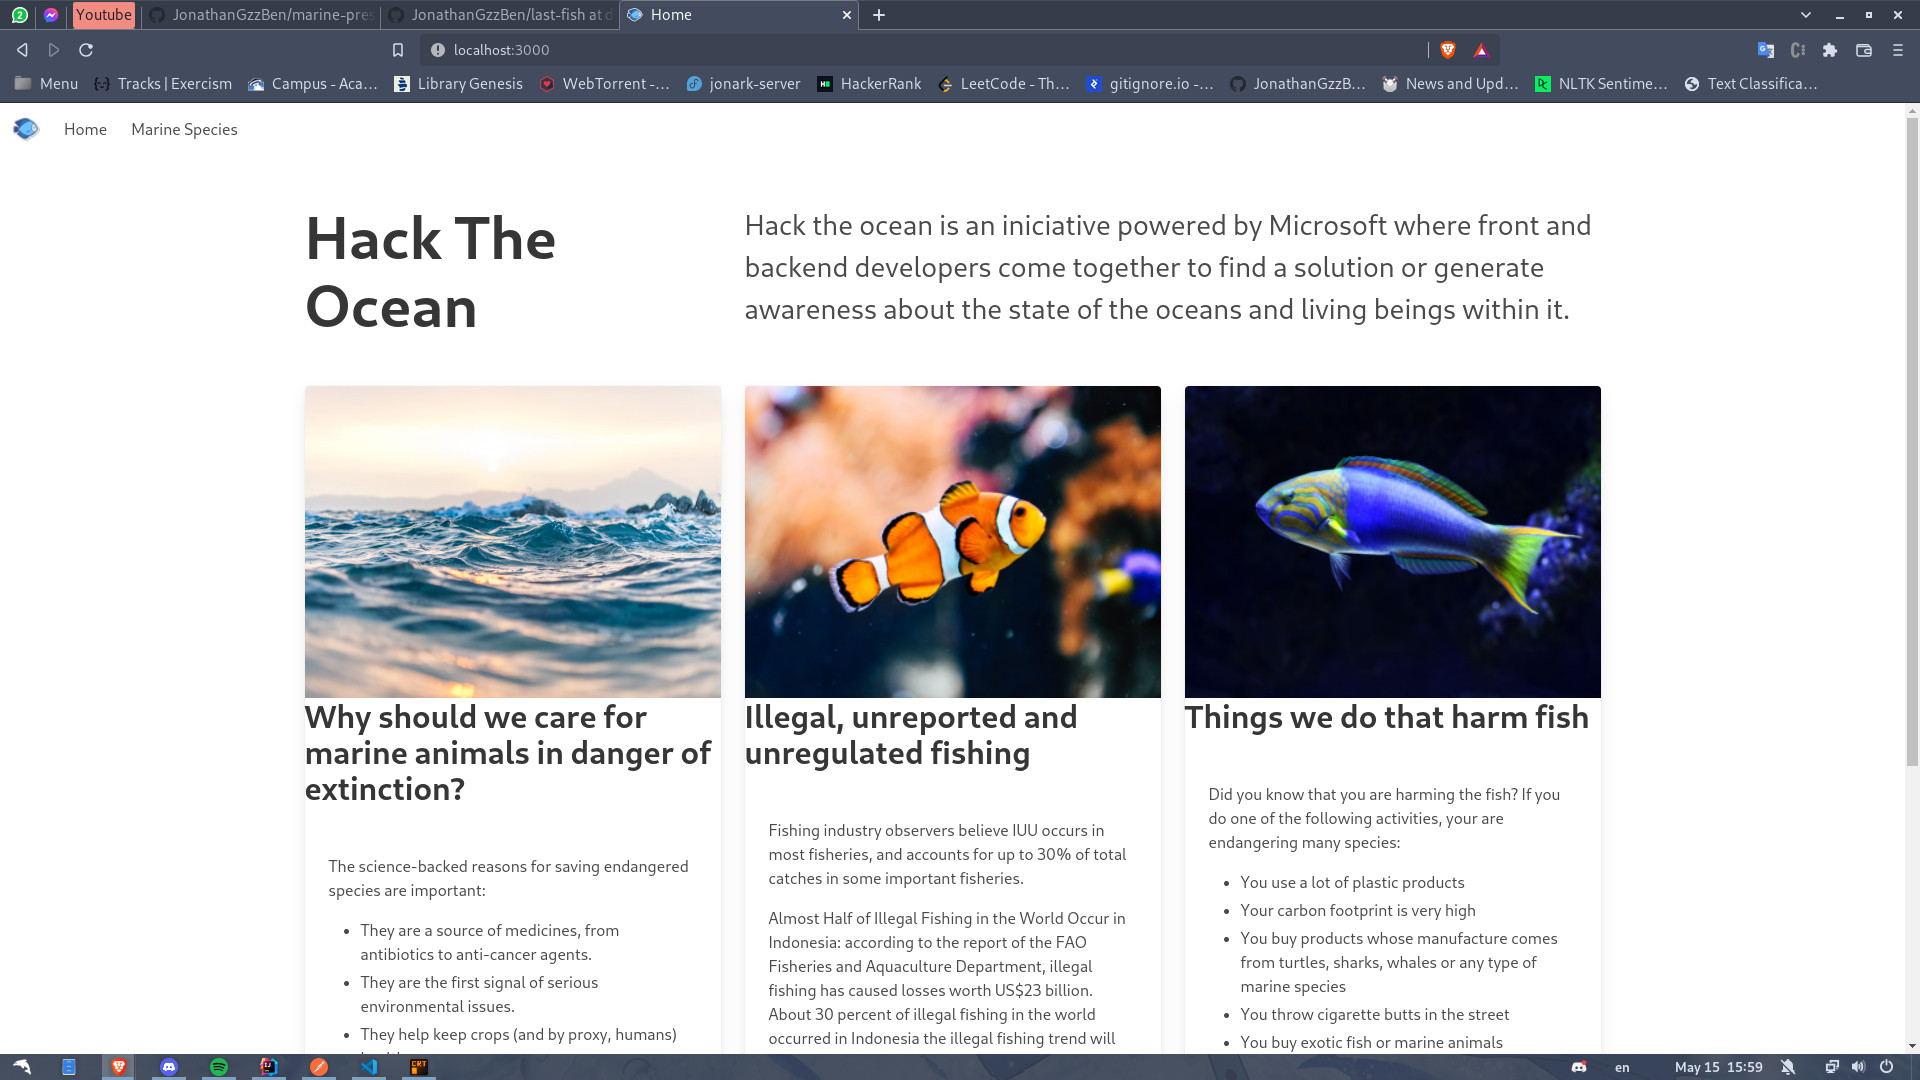 2
Youtube
JonathanGzzBen/marine-pres
JonathanGzzBen/last-fish at d
Home
localhost:3000
Menu
Tracks | Exercism
Campus - Aca...
Library Genesis
WebTorrent -...
jonark-server
HackerRank
LeetCode - Th...
gitignore.io -...
JonathanGzzB...
News and Upd...
NLTK Sentime...
Text Classifica...
Home
Marine Species
Hack The
Ocean
Hack the ocean is an iniciative powered by Microsoft where front and
backend developers come together to find a solution or generate
awareness about the state of the oceans and living beings within it.
Why should we care for
marine animals in danger of
extinction?
The science-backed reasons for saving endangered
species are important:
• They are a source of medicines, from
antibiotics to anti-cancer agents.
• They are the first signal of serious
environmental issues.
• They help keep crops (and by proxy, humans)
Illegal, unreported and
unregulated fishing
Fishing industry observers believe IUU occurs in
most fisheries, and accounts for up to 30% of total
catches in some important fisheries.
Almost Half of Illegal Fishing in the World Occur in
Indonesia: according to the report of the FAO
Fisheries and Aquaculture Department, illegal
fishing has caused losses worth US$23 billion.
About 30 percent of illegal fishing in the world
occurred in Indonesia the illegal fishing trend will
Things we do that harm fish
Did you know that you are harming the fish? If you
do one of the following activities, your are
endangering many species:
• You use a lot of plastic products
• Your carbon footprint is very high
• You buy products whose manufacture comes
from turtles, sharks, whales or any type of
marine species
• You throw cigarette butts in the street
• You buy exotic fish or marine animals
en
May 15 15:59